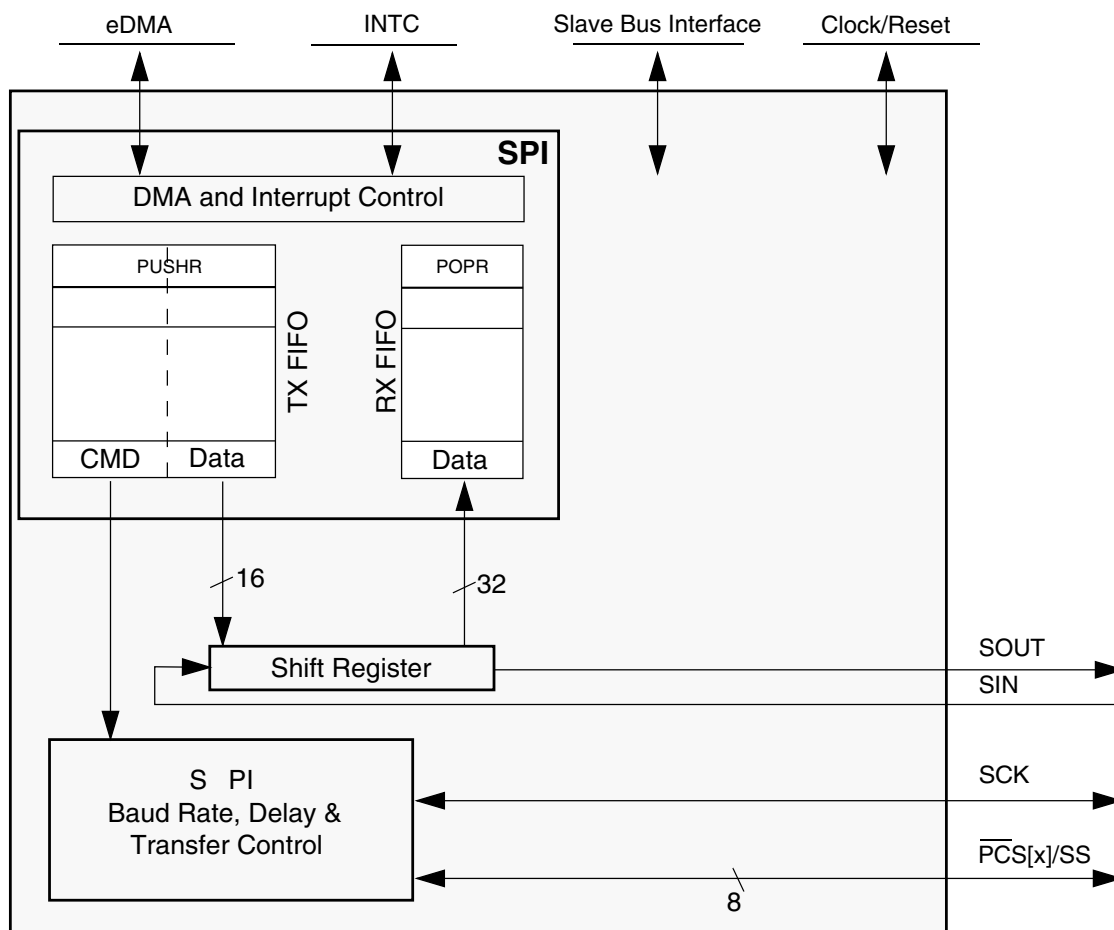 eDMA
INTC
Slave Bus Interface
Clock/Reset
SPI
DMA and Interrupt Control
PUSHR
POPR
TX FIFO
RX FIFO
CMD
Data
Data
16
32
Shift Register
SOUT
SIN
S PI
Baud Rate, Delay &
Transfer Control
SCK
PCS[x]/SS
8